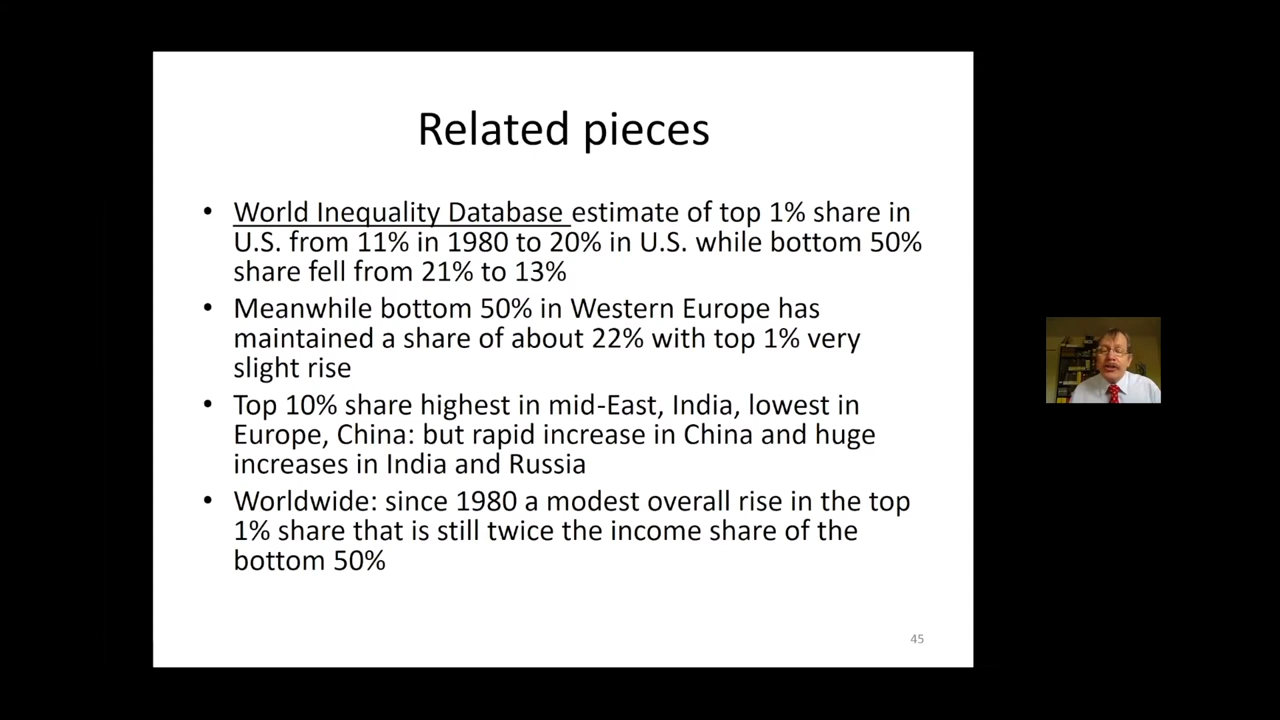 Related pieces
• World Inequality Database estimate of top 1% share in
U.S. from 11% in 1980 to 20% in U.S. while bottom 50%
share fell from 21% to 13%
• Meanwhile bottom 50% in Western Europe has
maintained a share of about 22% with top 1% very
slight rise
• Top 10% share highest in mid-East, India, lowest in
Europe, China: but rapid increase in China and huge
increases in India and Russia
• Worldwide: since 1980 a modest overall rise in the top
1% share that is still twice the income share of the
bottom 50%
45